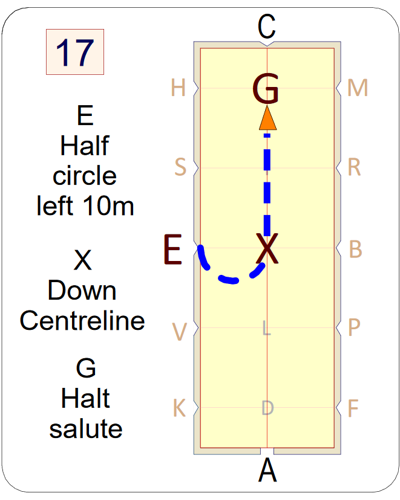 17
E
Half
circle
left 10m
X
Down
Centreline
G
Halt
salute
C
H
G
M
S
R
E
X
B
V
L
P
K
D
F
A